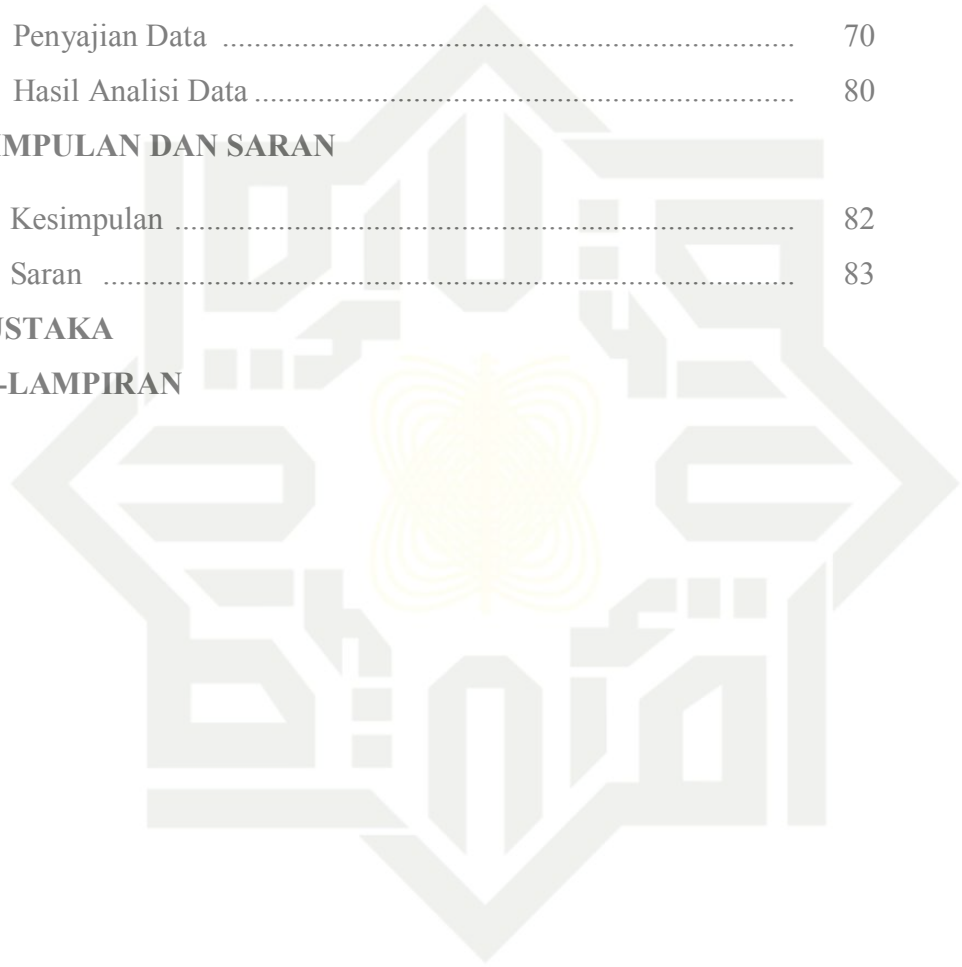 Penyajian Data ........................................................................ 70
Hasil Analisi Data .................................................................... 80
IMPULAN DAN SARAN
Kesimpulan .............................................................................. 82
Saran ....................................................................................... 83
USTAKA
-LAMPIRAN